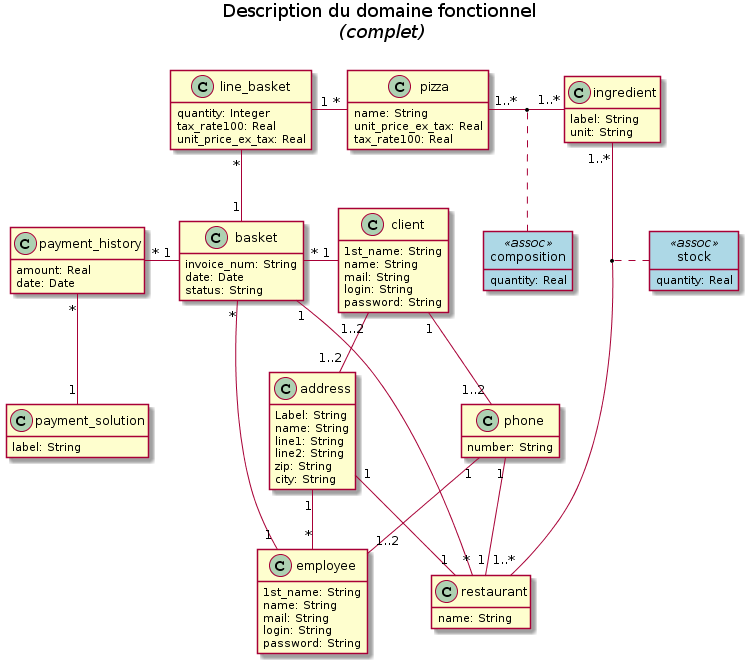 Description du domaine fonctionnel
(complet)
C line_basket
quantity: Integer
tax_rate100: Real
unit_price_ex_tax: Real
1 *
C pizza
name: String
unit_price_ex_tax: Real
tax_rate100: Real
1..* 1..*
C ingredient
label: String
unit: String
*
1
1..*
C payment_history
amount: Real
date: Date
* 1
C basket
invoice_num: String
date: Date
status: String
* 1
C client
1st_name: String
name: String
mail: String
login: String
password: String
«assoc»
composition
quantity: Real
«assoc»
stock
quantity: Real
*
1
*
1
1..2
1..2
1
1..2
C payment_solution
label: String
C address
Label: String
name: String
line1: String
line2: String
zip: String
city: String
C phone
number: String
1
1
1
1
*
1
1..2
1
*
1
1..*
C employee
1st_name: String
name: String
mail: String
login: String
password: String
C restaurant
name: String